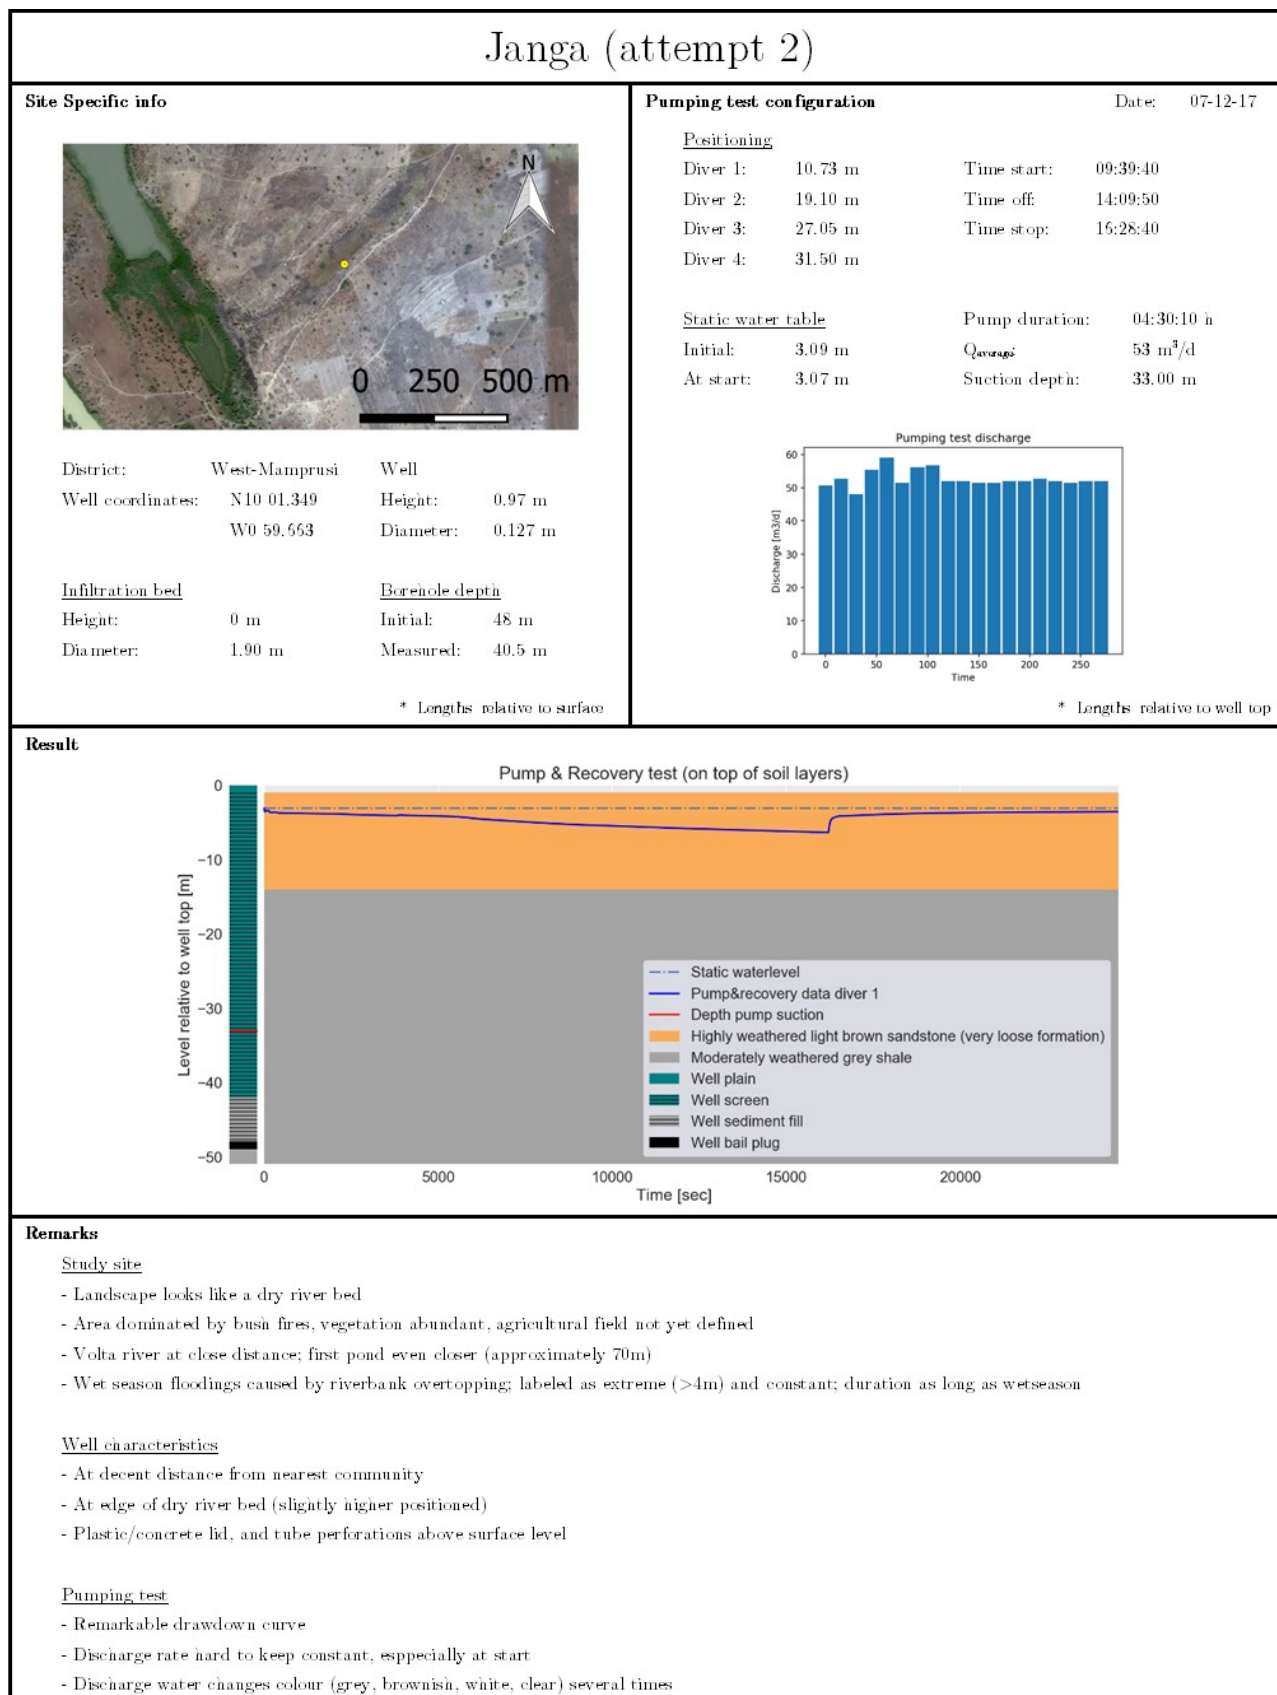 Janga (attempt 2)
Site Specific info
N
0 250 500 m
District: West-Mamprusi Well
Well coordinates: N10 01.349 Height: 0.97 m
W0 59.663 Diameter: 0.127 m
Infiltration bed Borehole depth
Height: 0 m Initial: 48 m
Diameter: 1.90 m Measured: 40.5 m
* Lengths relative to surface
Pumping test configuration Date: 07-12-17
Positioning
Diver 1: 10.73 m Time start: 09:39:40
Diver 2: 19.10 m Time off: 14:09:50
Diver 3: 27.05 m Time stop: 16:28:40
Diver 4: 31.50 m
Static water table Pump duration: 04:30:10 h
Initial: 3.09 m Qaverage: 53 m³/d
At start: 3.07 m Suction depth: 33.00 m
Pumping test discharge
Discharge [m3/d]
60
50
40
30
20
10
0
0 50 100 150 200 250
Time
* Lengths relative to well top
Result
Pump & Recovery test (on top of soil layers)
Level relative to well top [m]
0
−10
−20
−30
−40
−50
Static waterlevel
Pump&recovery data diver 1
Depth pump suction
Highly weathered light brown sandstone (very loose formation)
Moderately weathered grey shale
Well plain
Well screen
Well sediment fill
Well bail plug
0 5000 10000 15000 20000
Time [sec]
Remarks
Study site
- Landscape looks like a dry river bed
- Area dominated by bush fires, vegetation abundant, agricultural field not yet defined
- Volta river at close distance; first pond even closer (approximately 70m)
- Wet season floodings caused by riverbank overtopping; labeled as extreme (>4m) and constant; duration as long as wetseason
Well characteristics
- At decent distance from nearest community
- At edge of dry river bed (slightly higher positioned)
- Plastic/concrete lid, and tube perforations above surface level
Pumping test
- Remarkable drawdown curve
- Discharge rate hard to keep constant, esppecially at start
- Discharge water changes colour (grey, brownish, white, clear) several times